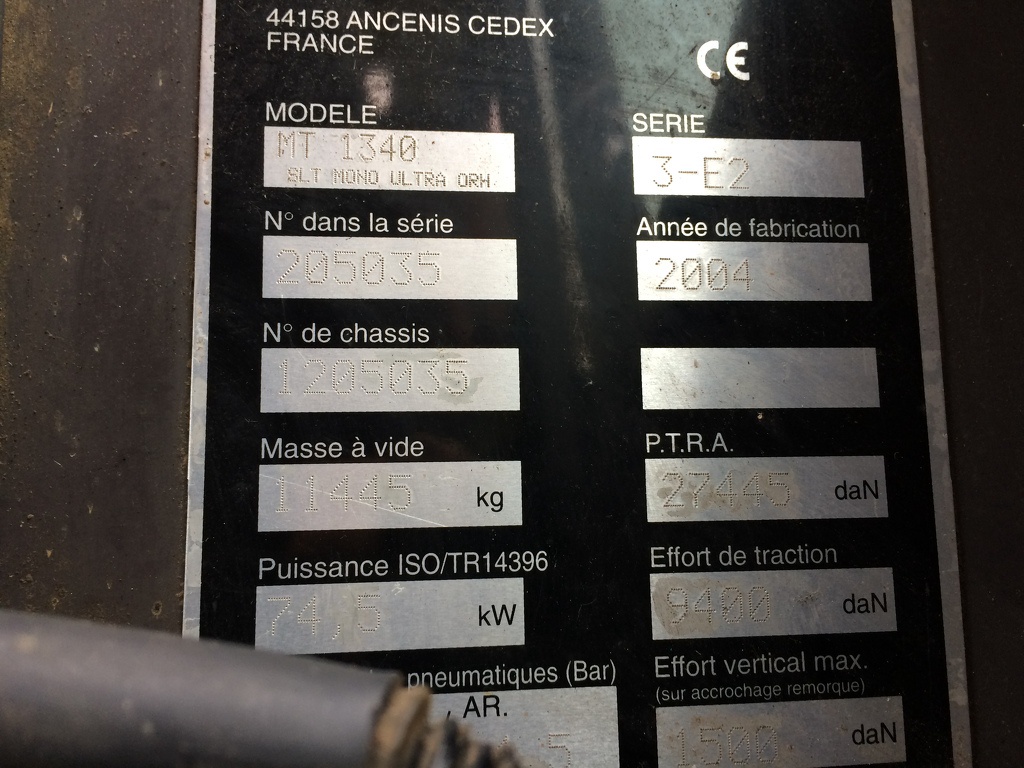 44158 ANCENIS CEDEX
FRANCE
CE
MODELE
MT 1340
SLT MONO ULTRA ORH
SERIE
3-E2
N° dans la série
205035
Année de fabrication
2004
N° de chassis
1205035
Masse à vide
11445 kg
P.T.R.A.
27445 daN
Puissance ISO/TR14396
74,5 kW
Effort de traction
9400 daN
pneumatiques (Bar)
, AR.
5
Effort vertical max.
(sur accrochage remorque)
1500 daN